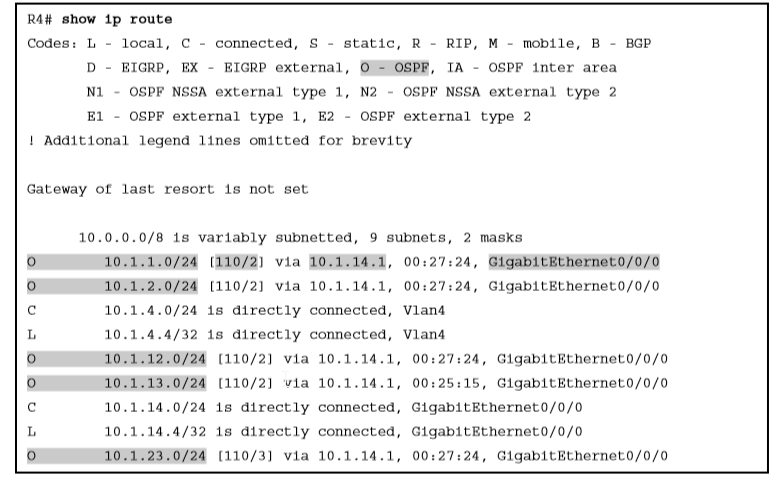 R4# show ip route
Codes: L - local, C - connected, S - static, R - RIP, M - mobile, B - BGP
D - EIGRP, EX - EIGRP external, O - OSPF, IA - OSPF inter area
N1 - OSPF NSSA external type 1, N2 - OSPF NSSA external type 2
E1 - OSPF external type 1, E2 - OSPF external type 2
! Additional legend lines omitted for brevity
Gateway of last resort is not set
10.0.0.0/8 is variably subnetted, 9 subnets, 2 masks
O 10.1.1.0/24 [110/2] via 10.1.14.1, 00:27:24, GigabitEthernet0/0/0
O 10.1.2.0/24 [110/2] via 10.1.14.1, 00:27:24, GigabitEthernet0/0/0
C 10.1.4.0/24 is directly connected, Vlan4
L 10.1.4.4/32 is directly connected, Vlan4
O 10.1.12.0/24 [110/2] via 10.1.14.1, 00:27:24, GigabitEthernet0/0/0
O 10.1.13.0/24 [110/2] via 10.1.14.1, 00:25:15, GigabitEthernet0/0/0
C 10.1.14.0/24 is directly connected, GigabitEthernet0/0/0
L 10.1.14.4/32 is directly connected, GigabitEthernet0/0/0
O 10.1.23.0/24 [110/3] via 10.1.14.1, 00:27:24, GigabitEthernet0/0/0